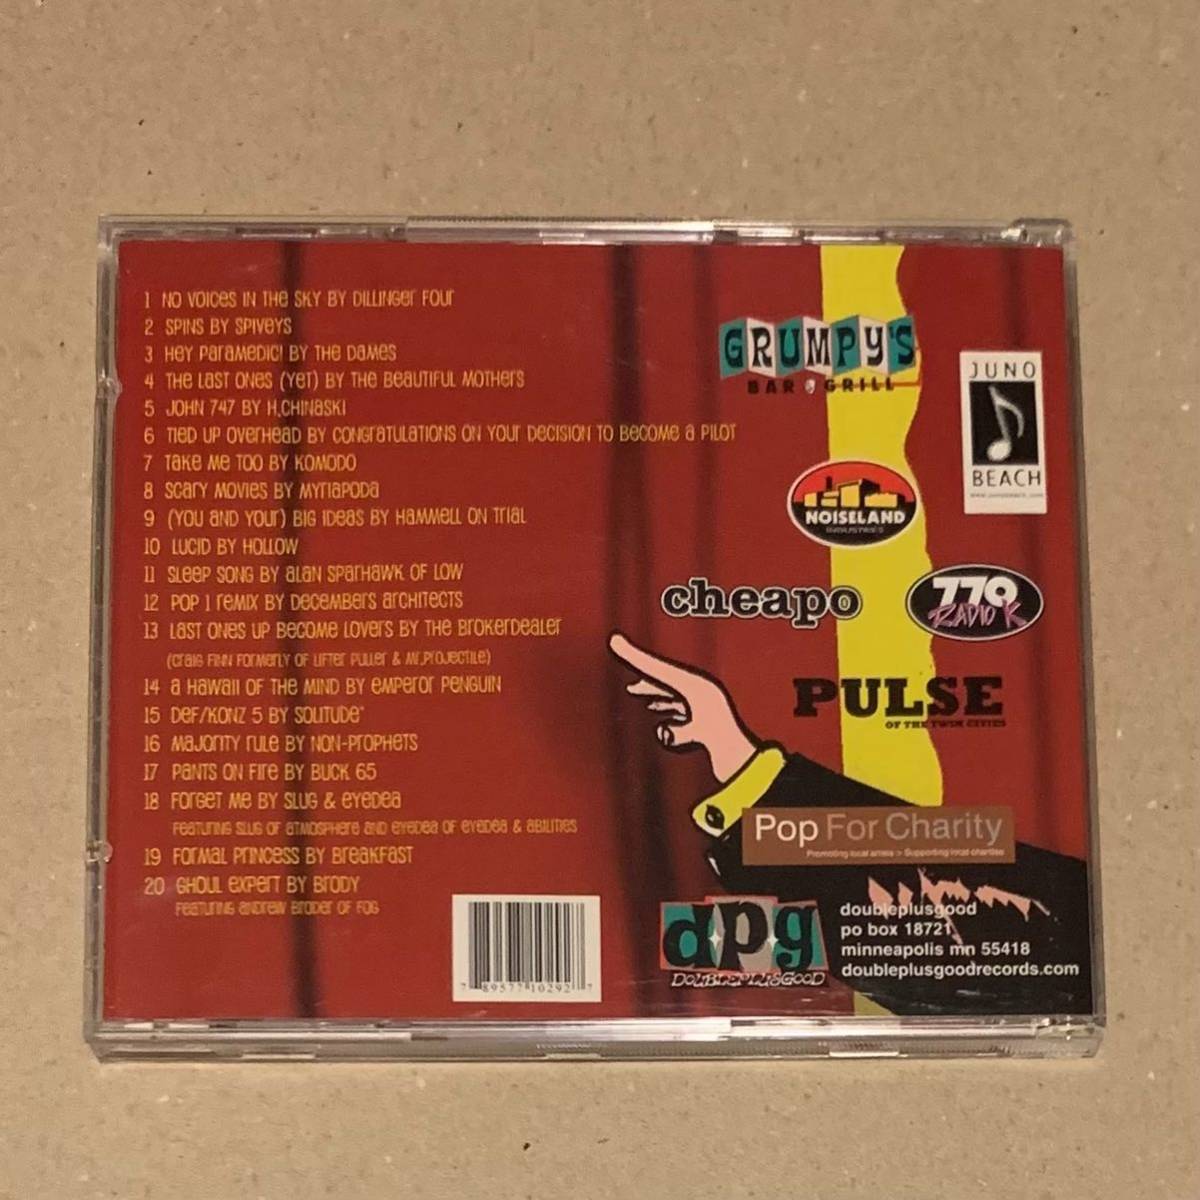 1 NO VOICES IN THE SKY BY DILLINGER FOUR
2 SPINS BY SPIVEYS
3 HEY PARAMEDIC! BY THE DAMES
4 THE LAST ONES (YET) BY THE BEAUTIFUL MOTHERS
5 JOHN 747 BY H.CHINASKI
6 TIED UP OVERHEAD BY CONGRATULATIONS ON YOUR DECISION TO BECOME A PILOT
7 TAKE ME TOO BY KOMODO
8 SCARY MOVIES BY MYRIAPODA
9 (YOU AND YOUR) BIG IDEAS BY HAMMELL ON TRIAL
10 LUCID BY HOLLOW
11 SLEEP SONG BY ALAN SPARHAWK OF LOW
12 POP 1 REMIX BY DECEMBERS ARCHITECTS
13 LAST ONES UP BECOME LOVERS BY THE BROKERDEALER
(CRAIG FINN FORMERLY OF LIFTER PULLER & MR.PROJECTILE)
14 A HAWAII OF THE MIND BY EMPEROR PENGUIN
15 DEF/KONZ 5 BY SOLITUDE"
16 MAJORITY RULE BY NON-PROPHETS
17 PANTS ON FIRE BY BUCK 65
18 FORGET ME BY SLUG & EYEDEA
FEATURING SLUG OF ATMOSPHERE AND EYEDEA OF EYEDEA & ABILITIES
19 FORMAL PRINCESS BY BREAKFAST
20 GHOUL EXPERT BY BRODY
FEATURING ANDREW BRODER OF FOG
GRUMPY'S
BAR & GRILL
JUNO
BEACH
www.junobeach.com
NOISELAND
INDUSTRIES
cheapo
770
RADIO K
PULSE
OF THE TWIN CITIES
Pop For Charity
Promoting local artists > Supporting local charities
d.p.g
DOUBLEPLUSGOOD
doubleplusgood
po box 18721
minneapolis mn 55418
doubleplusgoodrecords.com
7 89577 10292 7